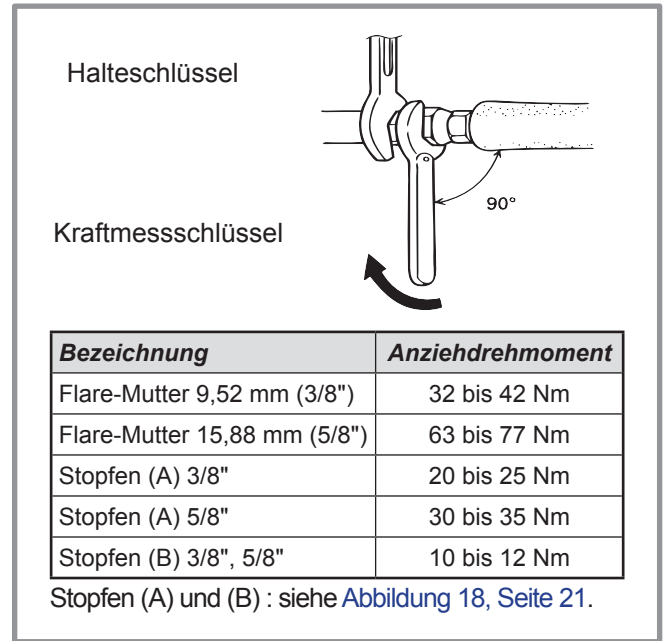 Halteschlüssel
90°
Kraftmessschlüssel
Bezeichnung Anziehdrehmoment
Flare-Mutter 9,52 mm (3/8") 32 bis 42 Nm
Flare-Mutter 15,88 mm (5/8") 63 bis 77 Nm
Stopfen (A) 3/8" 20 bis 25 Nm
Stopfen (A) 5/8" 30 bis 35 Nm
Stopfen (B) 3/8", 5/8" 10 bis 12 Nm
Stopfen (A) und (B) : siehe Abbildung 18, Seite 21.